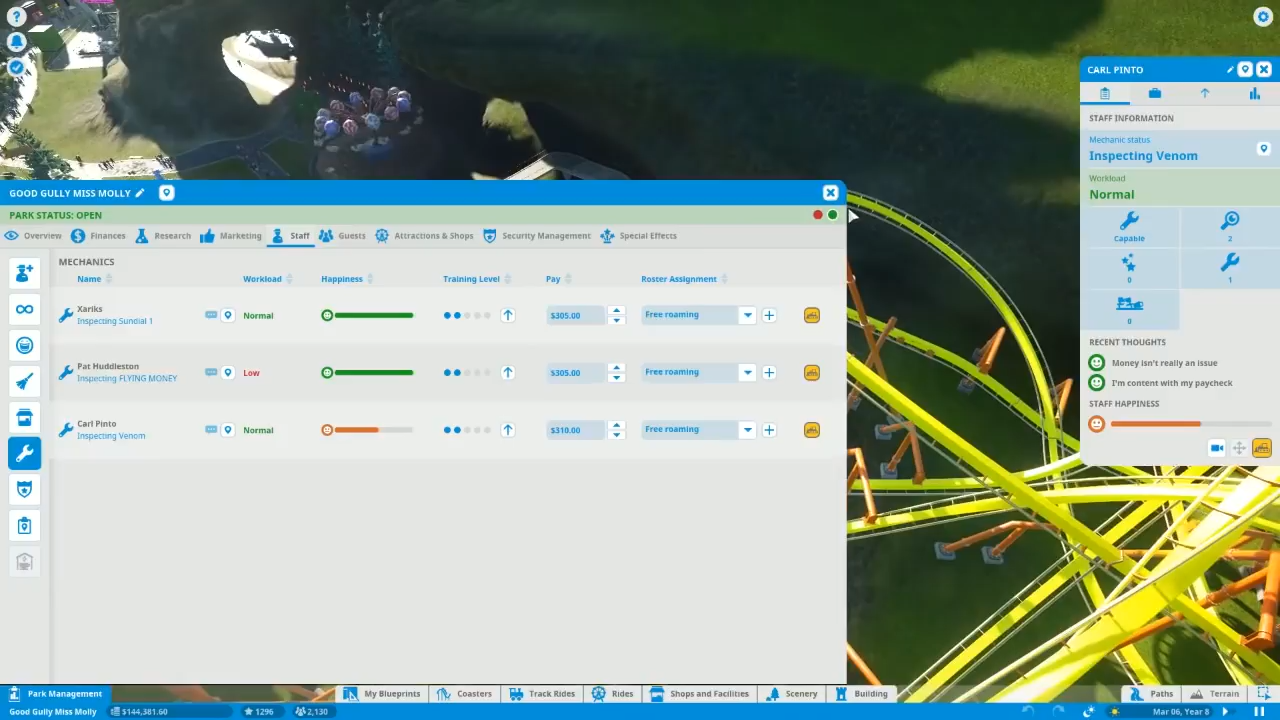 CARL PINTO
STAFF INFORMATION
Mechanic status
Inspecting Venom
Workload
Normal
Capable
2
0
1
0
RECENT THOUGHTS
Money isn't really an issue
I'm content with my paycheck
STAFF HAPPINESS
GOOD GULLY MISS MOLLY
PARK STATUS: OPEN
Overview Finances Research Marketing Staff Guests Attractions & Shops Security Management Special Effects
MECHANICS
Name Workload Happiness Training Level Pay Roster Assignment
Xariks
Inspecting Sundial 1
Normal
$305.00
Free roaming
Pat Huddleston
Inspecting FLYING MONEY
Low
$305.00
Free roaming
Carl Pinto
Inspecting Venom
Normal
$310.00
Free roaming
Park Management My Blueprints Coasters Track Rides Rides Shops and Facilities Scenery Building Paths Terrain
Good Gully Miss Molly $144,381.60 1296 2,130 Mar 06, Year 8